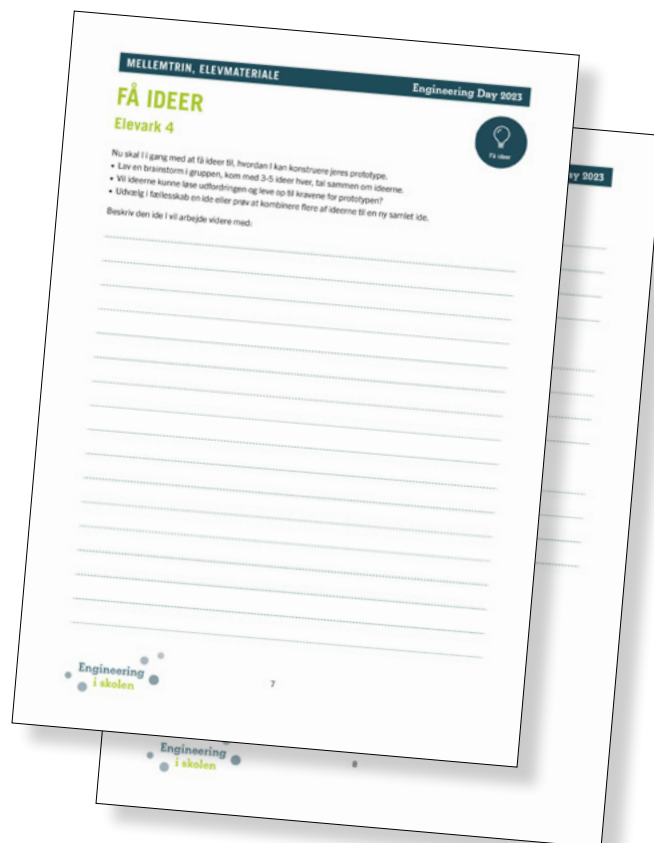 MELLEMTRIN, ELEVMATERIALE
Engineering Day 2023
FÅ IDEER
Elevark 4
Få ideer
Nu skal I i gang med at få ideer til, hvordan I kan konstruere jeres prototype.
• Lav en brainstorm i gruppen, kom med 3-5 ideer hver, tal sammen om ideerne.
• Vil ideerne kunne løse udfordringen og leve op til kravene for prototypen?
• Udvælg i fællesskab en ide eller prøv at kombinere flere af ideerne til en ny samlet ide.
Beskriv den ide I vil arbejde videre med:
Engineering
i skolen
7
ay 2023
Engineering
i skolen
8